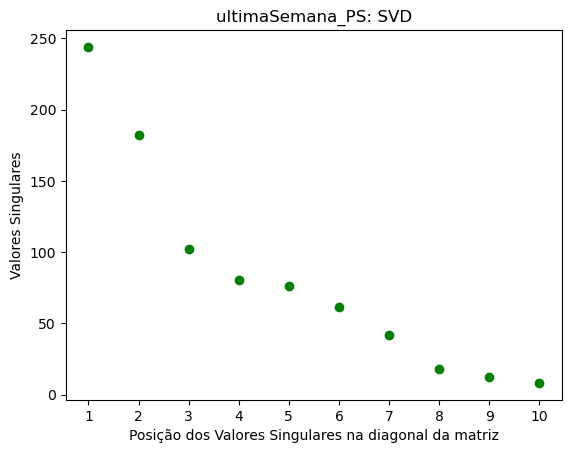 ultimaSemana_PS: SVD
Valores Singulares
250
200
150
100
50
0
1 2 3 4 5 6 7 8 9 10
Posição dos Valores Singulares na diagonal da matriz